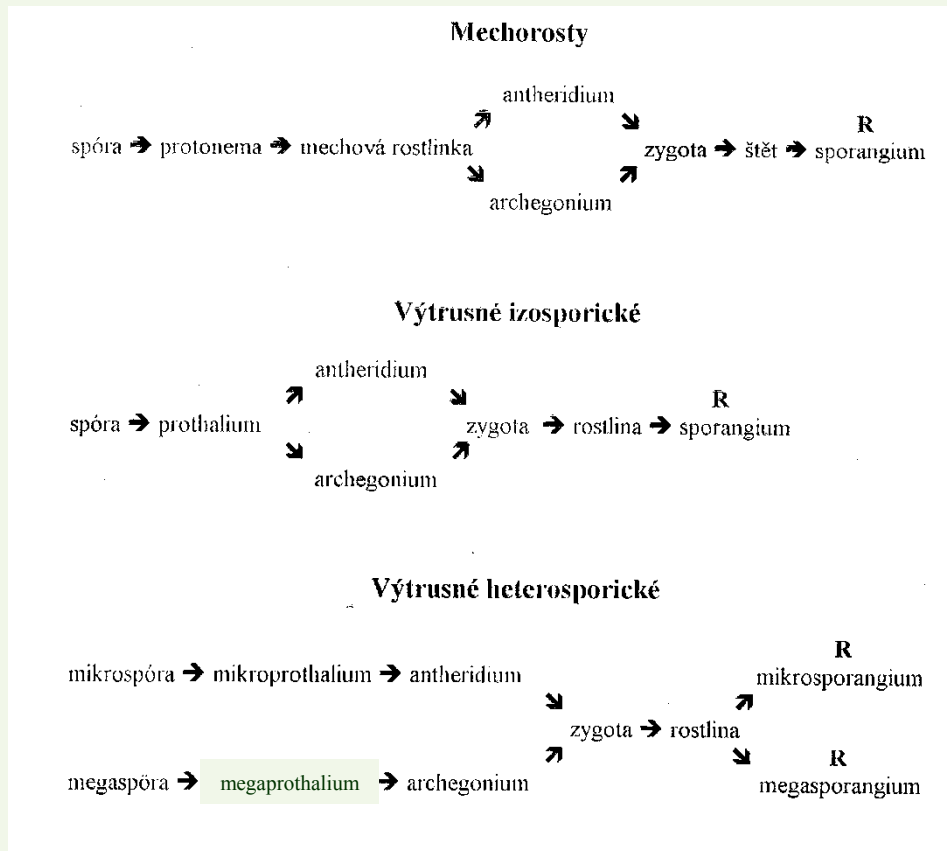 Mechorosty
antheridium
R
spóra ➔ protonema ➔ mechová rostlinka
zygota ➔ štět ➔ sporangium
archegonium
Výtrusné izosporické
antheridium
R
spóra ➔ prothalium
zygota ➔ rostlina ➔ sporangium
archegonium
Výtrusné heterosporické
R
mikrospóra ➔ mikroprothalium ➔ antheridium
mikrosporangium
zygota ➔ rostlina
R
megaspóra ➔ megaprothalium ➔ archegonium
megasporangium